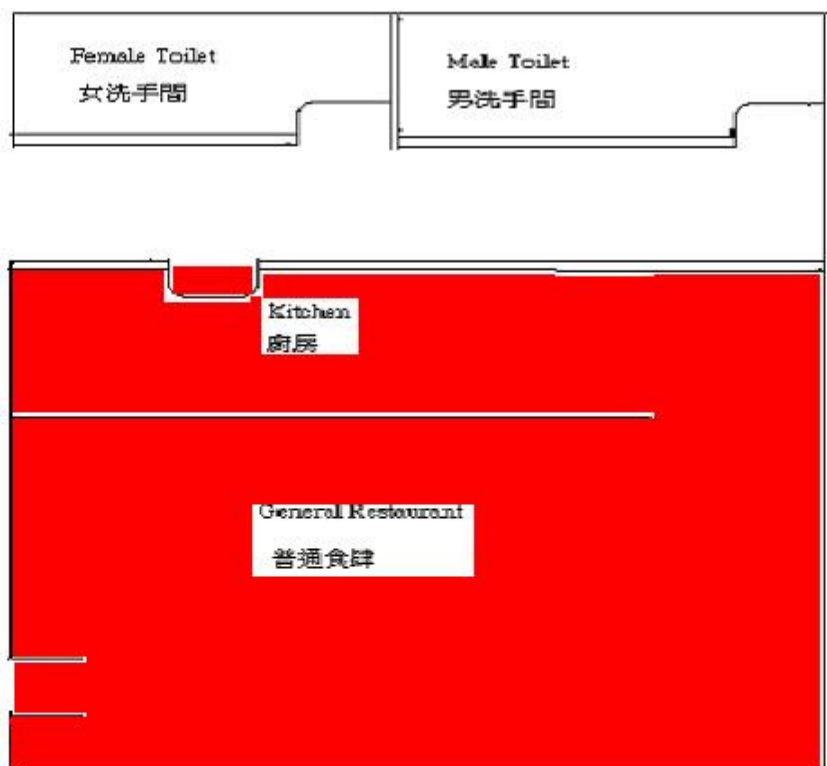 Female Toilet
女洗手間
Male Toilet
男洗手間
Kitchen
廚房
General Restaurant
普通食肆